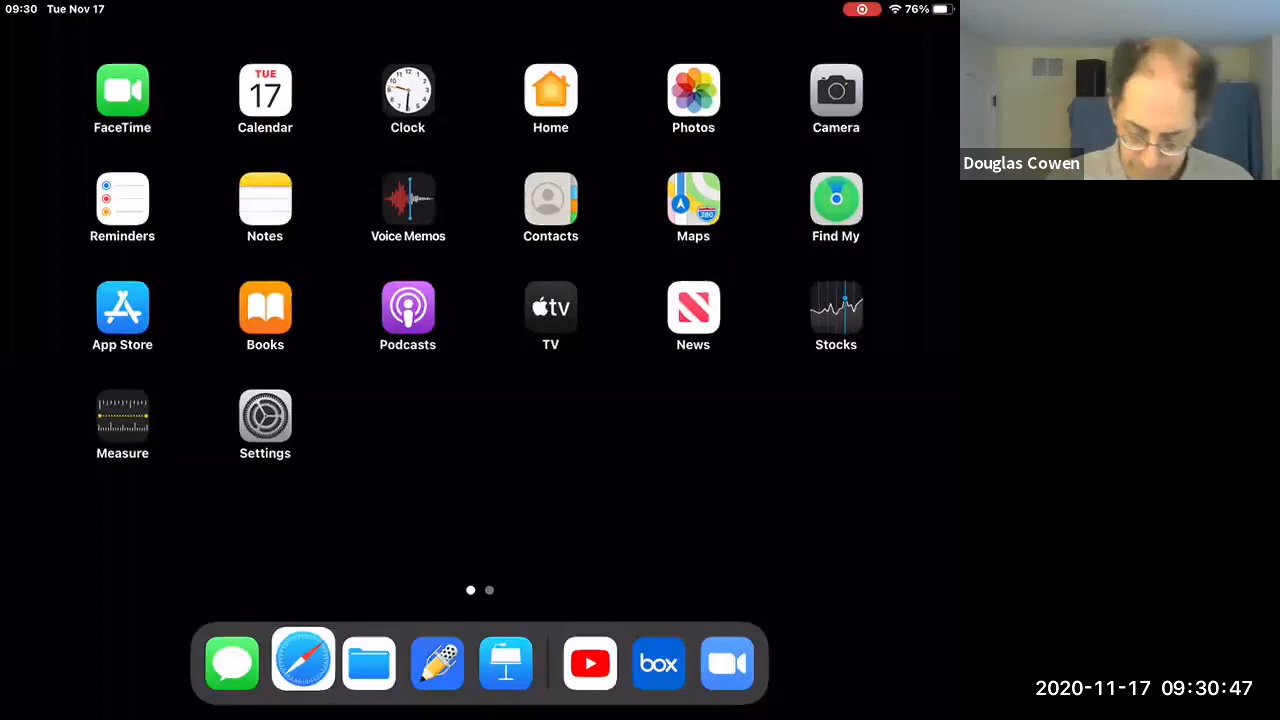 09:30 Tue Nov 17
76%
TUE
17
FaceTime Calendar Clock Home Photos Camera
Douglas Cowen
280
Reminders Notes Voice Memos Contacts Maps Find My
tv
App Store Books Podcasts TV News Stocks
Measure Settings
box
2020-11-17 09:30:47